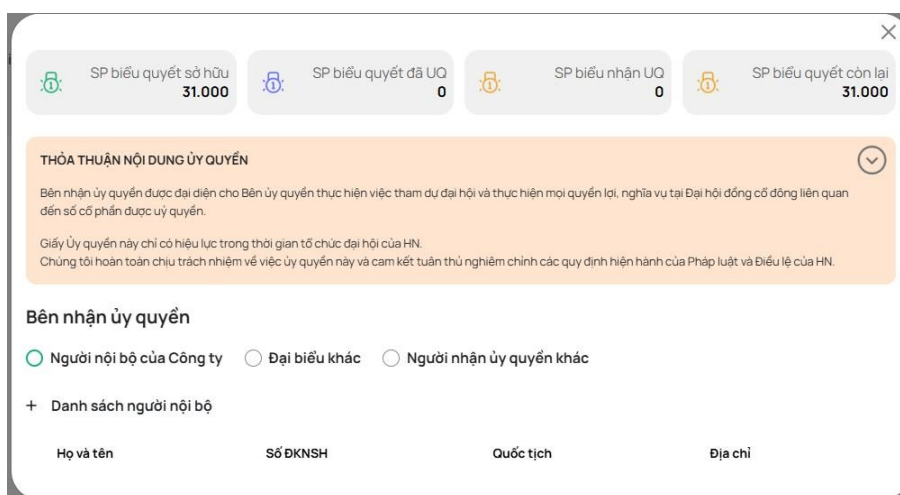 SP biểu quyết sở hữu
31.000
SP biểu quyết đã UQ
0
SP biểu nhận UQ
0
SP biểu quyết còn lại
31.000
THỎA THUẬN NỘI DUNG ỦY QUYỀN
Bên nhận ủy quyền được đại diện cho Bên ủy quyền thực hiện việc tham dự đại hội và thực hiện mọi quyền lợi, nghĩa vụ tại Đại hội đồng cổ đông liên quan
đến số cổ phần được uỷ quyền.
Giấy Ủy quyền này chỉ có hiệu lực trong thời gian tổ chức đại hội của HN.
Chúng tôi hoàn toàn chịu trách nhiệm về việc ủy quyền này và cam kết tuân thủ nghiêm chỉnh các quy định hiện hành của Pháp luật và Điều lệ của HN.
Bên nhận ủy quyền
Người nội bộ của Công ty
Đại biểu khác
Người nhận ủy quyền khác
+ Danh sách người nội bộ
Họ và tên
Số ĐKNSH
Quốc tịch
Địa chỉ